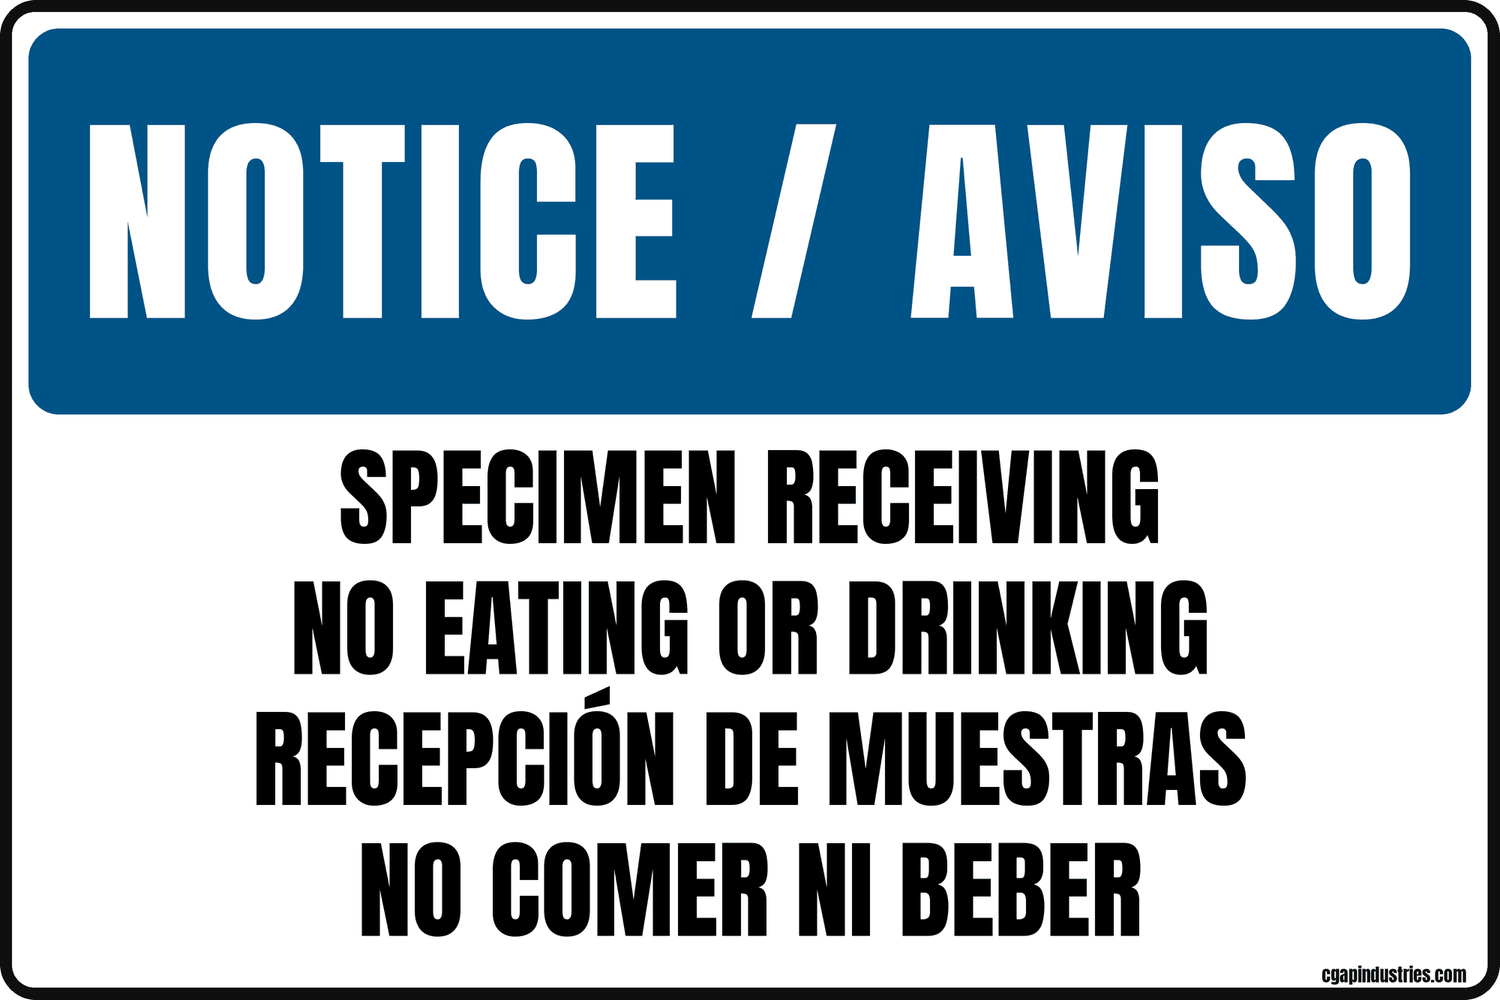 NOTICE / AVISO
SPECIMEN RECEIVING
NO EATING OR DRINKING
RECEPCIÓN DE MUESTRAS
NO COMER NI BEBER
cgapindustries.com